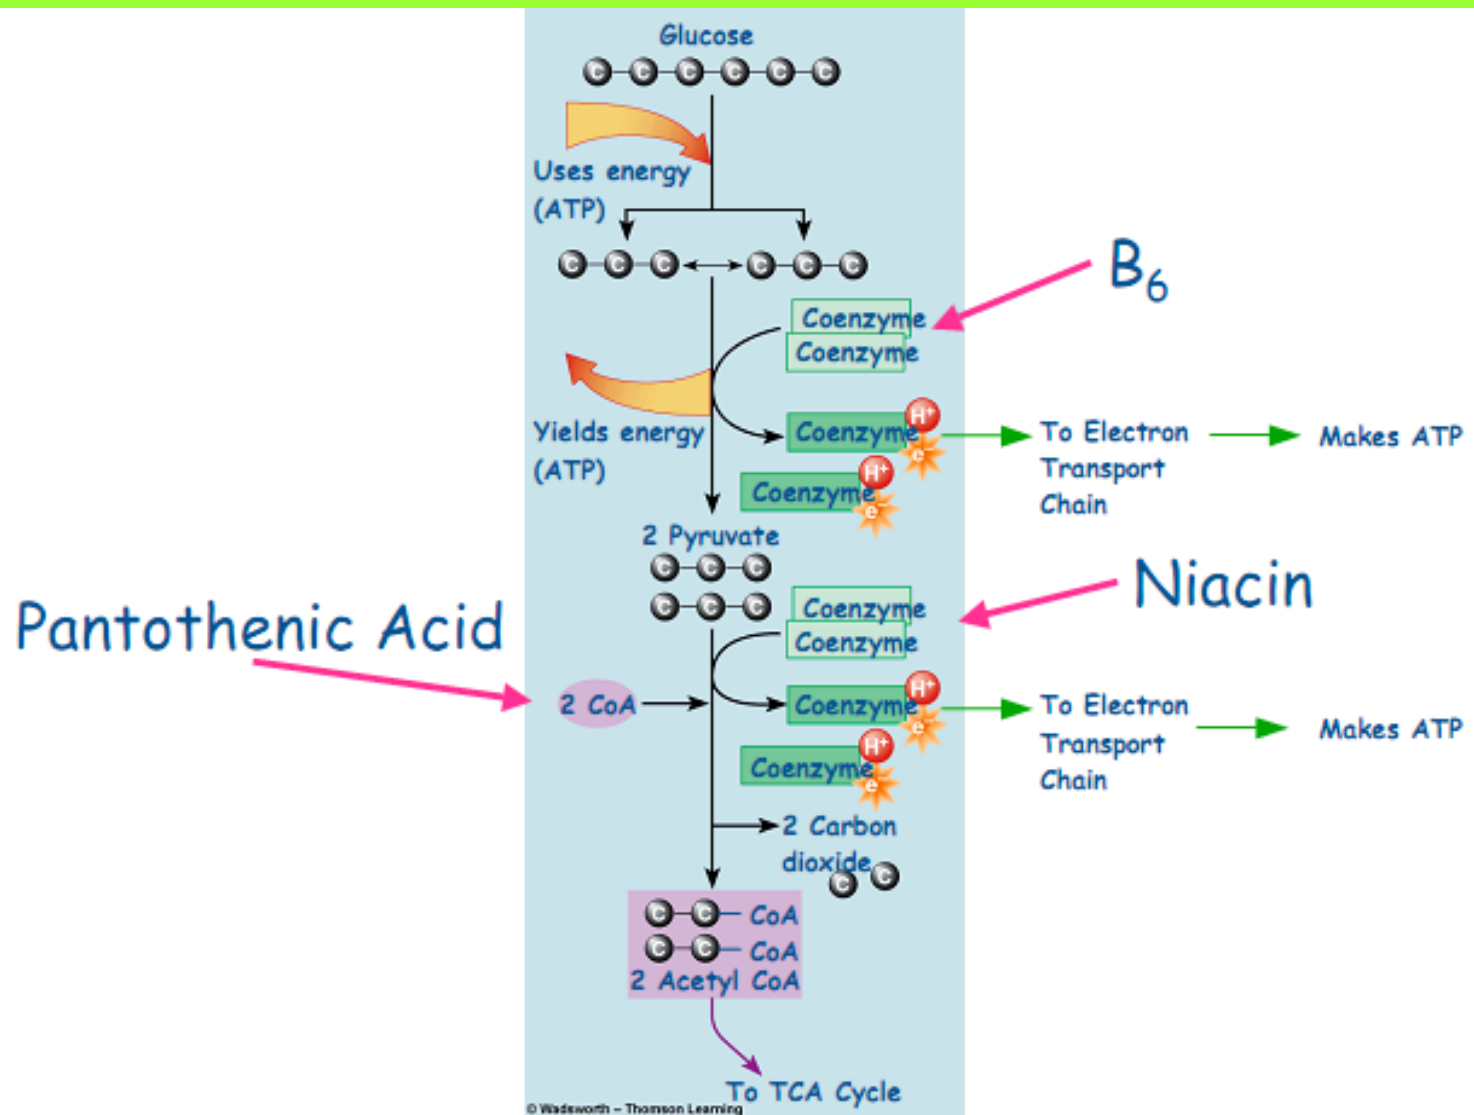 Glucose
C C C C C C
Uses energy
(ATP)
C C C C C C
B₆
Coenzyme
Coenzyme
Yields energy
(ATP)
Coenzyme H⁺ e⁻
To Electron
Transport
Chain
Makes ATP
Coenzyme H⁺ e⁻
2 Pyruvate
C C C
C C C
Niacin
Pantothenic Acid
Coenzyme
Coenzyme
2 CoA
Coenzyme H⁺ e⁻
To Electron
Transport
Chain
Makes ATP
Coenzyme H⁺ e⁻
2 Carbon
dioxide
C C
C C CoA
C C CoA
2 Acetyl CoA
To TCA Cycle
© Wadsworth – Thomson Learning